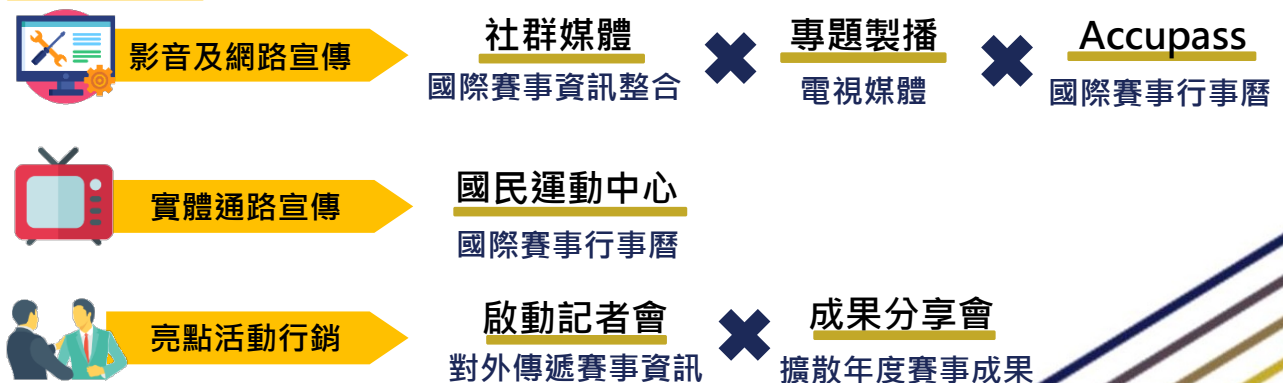 影音及網路宣傳
社群媒體
國際賽事資訊整合
專題製播
電視媒體
Accupass
國際賽事行事曆
實體通路宣傳
國民運動中心
國際賽事行事曆
亮點活動行銷
啟動記者會
對外傳遞賽事資訊
成果分享會
擴散年度賽事成果